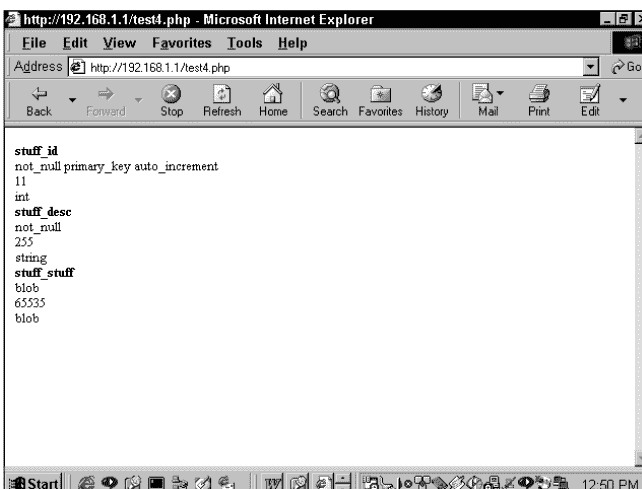 http://192.168.1.1/test4.php - Microsoft Internet Explorer
File Edit View Favorites Tools Help
Address http://192.168.1.1/test4.php Go
Back Forward Stop Refresh Home Search Favorites History Mail Print Edit
stuff_id
not_null primary_key auto_increment
11
int
stuff_desc
not_null
255
string
stuff_stuff
blob
65535
blob
Start 12:50 PM